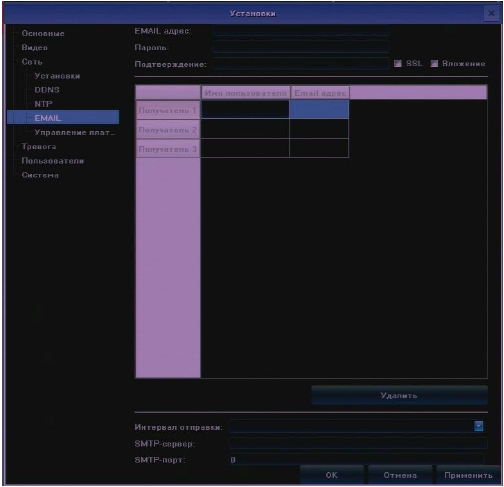 Установки
Основные
Видео
Сеть
Установки
DDNS
NTP
EMAIL
Управление плат...
Тревога
Пользователи
Система
EMAIL адрес:
Пароль:
Подтверждение:
SSL
Вложение
Имя пользователя Email адрес
Получатель 1
Получатель 2
Получатель 3
Удалить
Интервал отправки:
SMTP-сервер:
SMTP-порт: 0
OK Отмена Применить